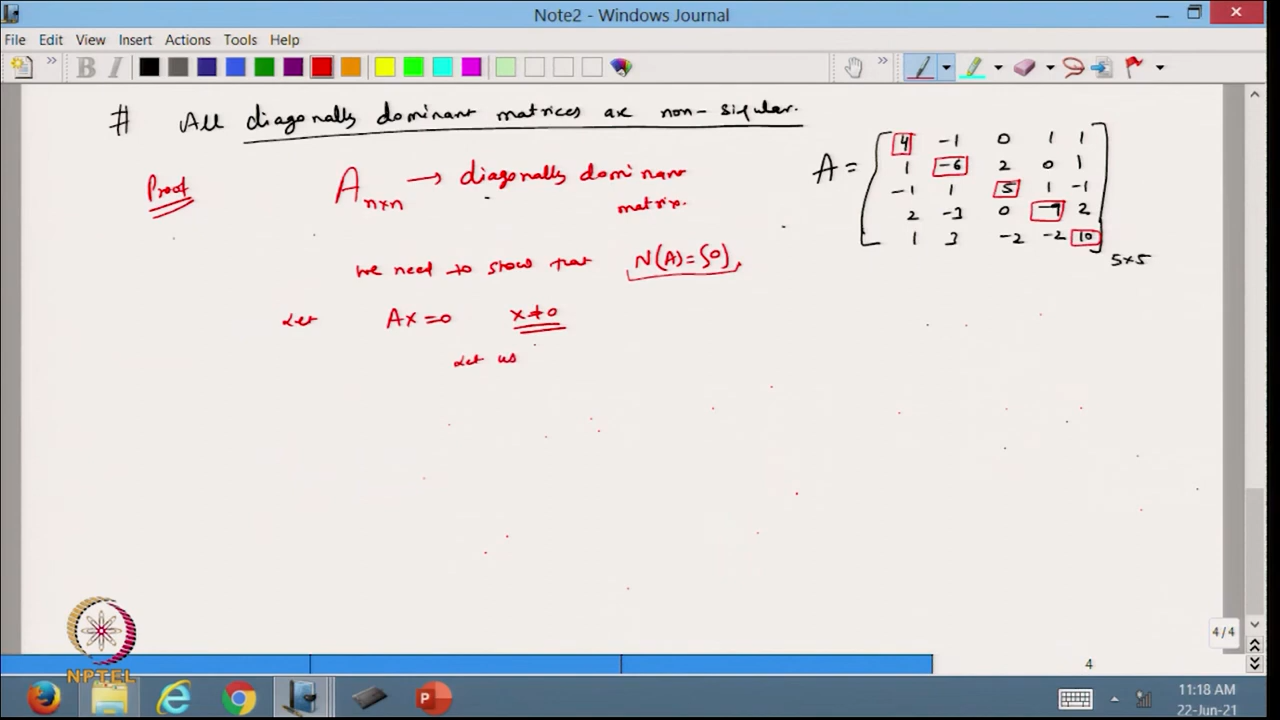 Note2 - Windows Journal
File Edit View Insert Actions Tools Help
# All diagonally dominant matrices are non-sigular.
Proof A n×n → diagonally dominant
matrix.
We need to show that N(A)={0},
Let Ax=0 x≠0
Let us
A = [ 4 -1 0 1 1
1 -6 2 0 1
-1 1 5 1 -1
2 -3 0 -9 2
1 3 -2 -2 10 ] 5×5
4/4
4
NPTEL
11:18 AM
22-Jun-21